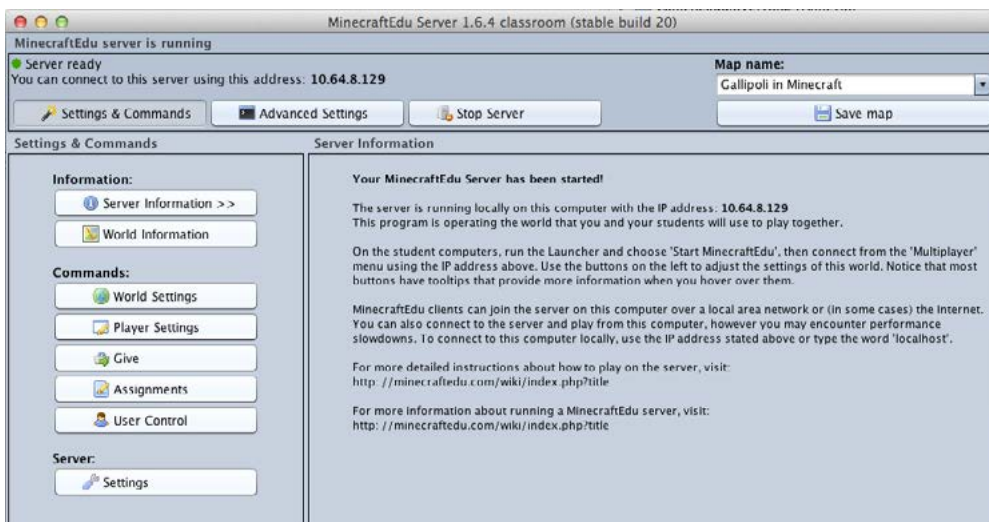 MinecraftEdu Server 1.6.4 classroom (stable build 20)
MinecraftEdu server is running
Server ready
You can connect to this server using this address: 10.64.8.129
Map name:
Gallipoli in Minecraft
Settings & Commands
Advanced Settings
Stop Server
Save map
Settings & Commands
Information:
Server Information >>
World Information
Commands:
World Settings
Player Settings
Give
Assignments
User Control
Server:
Settings
Server Information
Your MinecraftEdu Server has been started!
The server is running locally on this computer with the IP address: 10.64.8.129
This program is operating the world that you and your students will use to play together.
On the student computers, run the Launcher and choose 'Start MinecraftEdu', then connect from the 'Multiplayer'
menu using the IP address above. Use the buttons on the left to adjust the settings of this world. Notice that most
buttons have tooltips that provide more information when you hover over them.
MinecraftEdu clients can join the server on this computer over a local area network or (in some cases) the Internet.
You can also connect to the server and play from this computer, however you may encounter performance
slowdowns. To connect to this computer locally, use the IP address stated above or type the word 'localhost'.
For more detailed instructions about how to play on the server, visit:
http://minecraftedu.com/wiki/index.php?title
For more information about running a MinecraftEdu server, visit:
http://minecraftedu.com/wiki/index.php?title